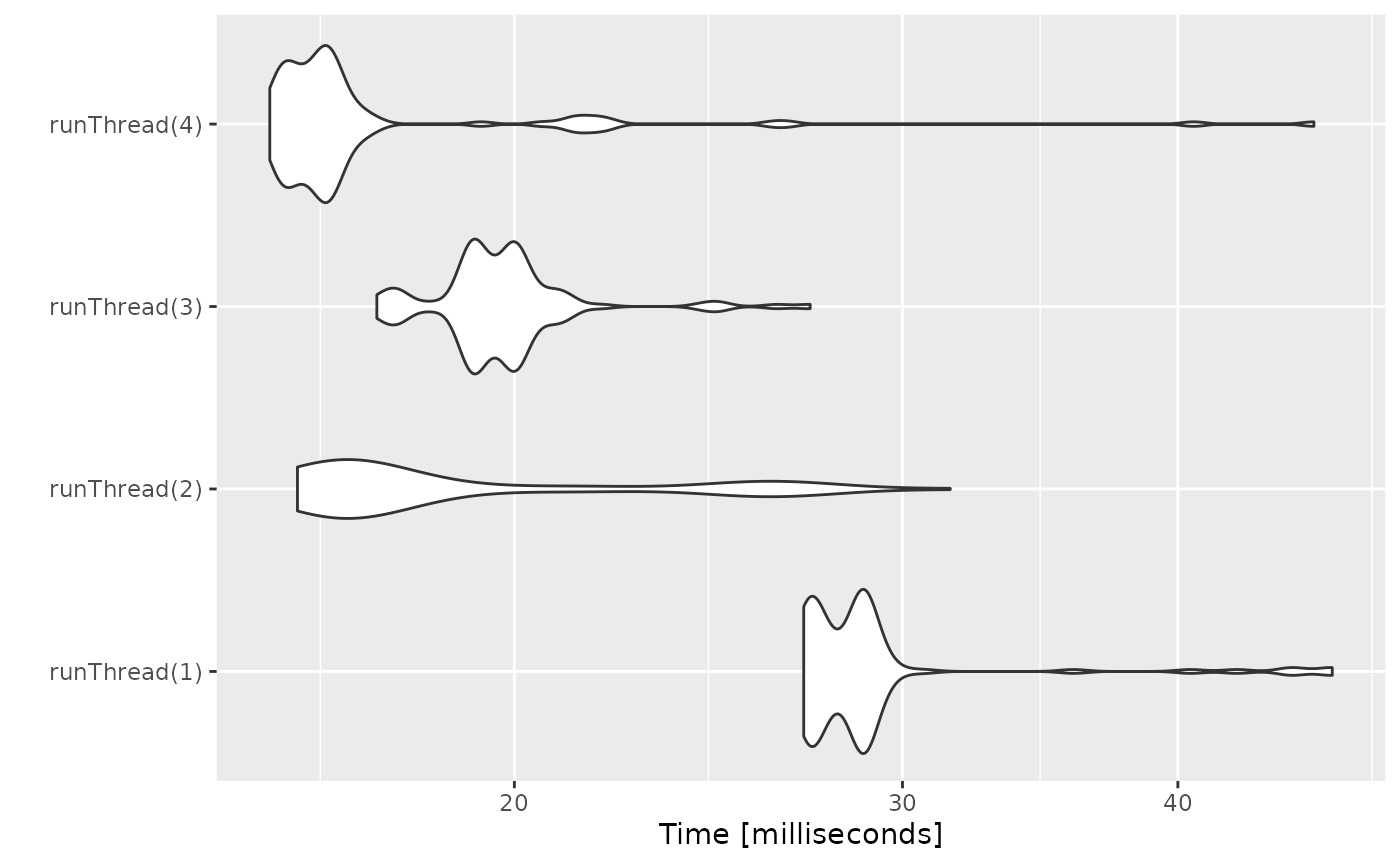 runThread(4)
runThread(3)
runThread(2)
runThread(1)
20 30 40
Time [milliseconds]